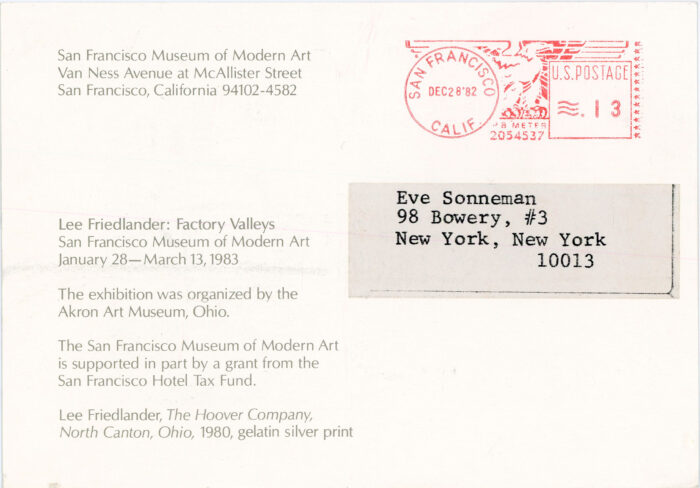 San Francisco Museum of Modern Art
Van Ness Avenue at McAllister Street
San Francisco, California 94102-4582
SAN FRANCISCO
DEC 28 '82
CALIF.
U.S. POSTAGE
.13
P.B METER
2054537
Eve Sonneman
98 Bowery, #3
New York, New York
10013
Lee Friedlander: Factory Valleys
San Francisco Museum of Modern Art
January 28—March 13, 1983
The exhibition was organized by the
Akron Art Museum, Ohio.
The San Francisco Museum of Modern Art
is supported in part by a grant from the
San Francisco Hotel Tax Fund.
Lee Friedlander, The Hoover Company,
North Canton, Ohio, 1980, gelatin silver print